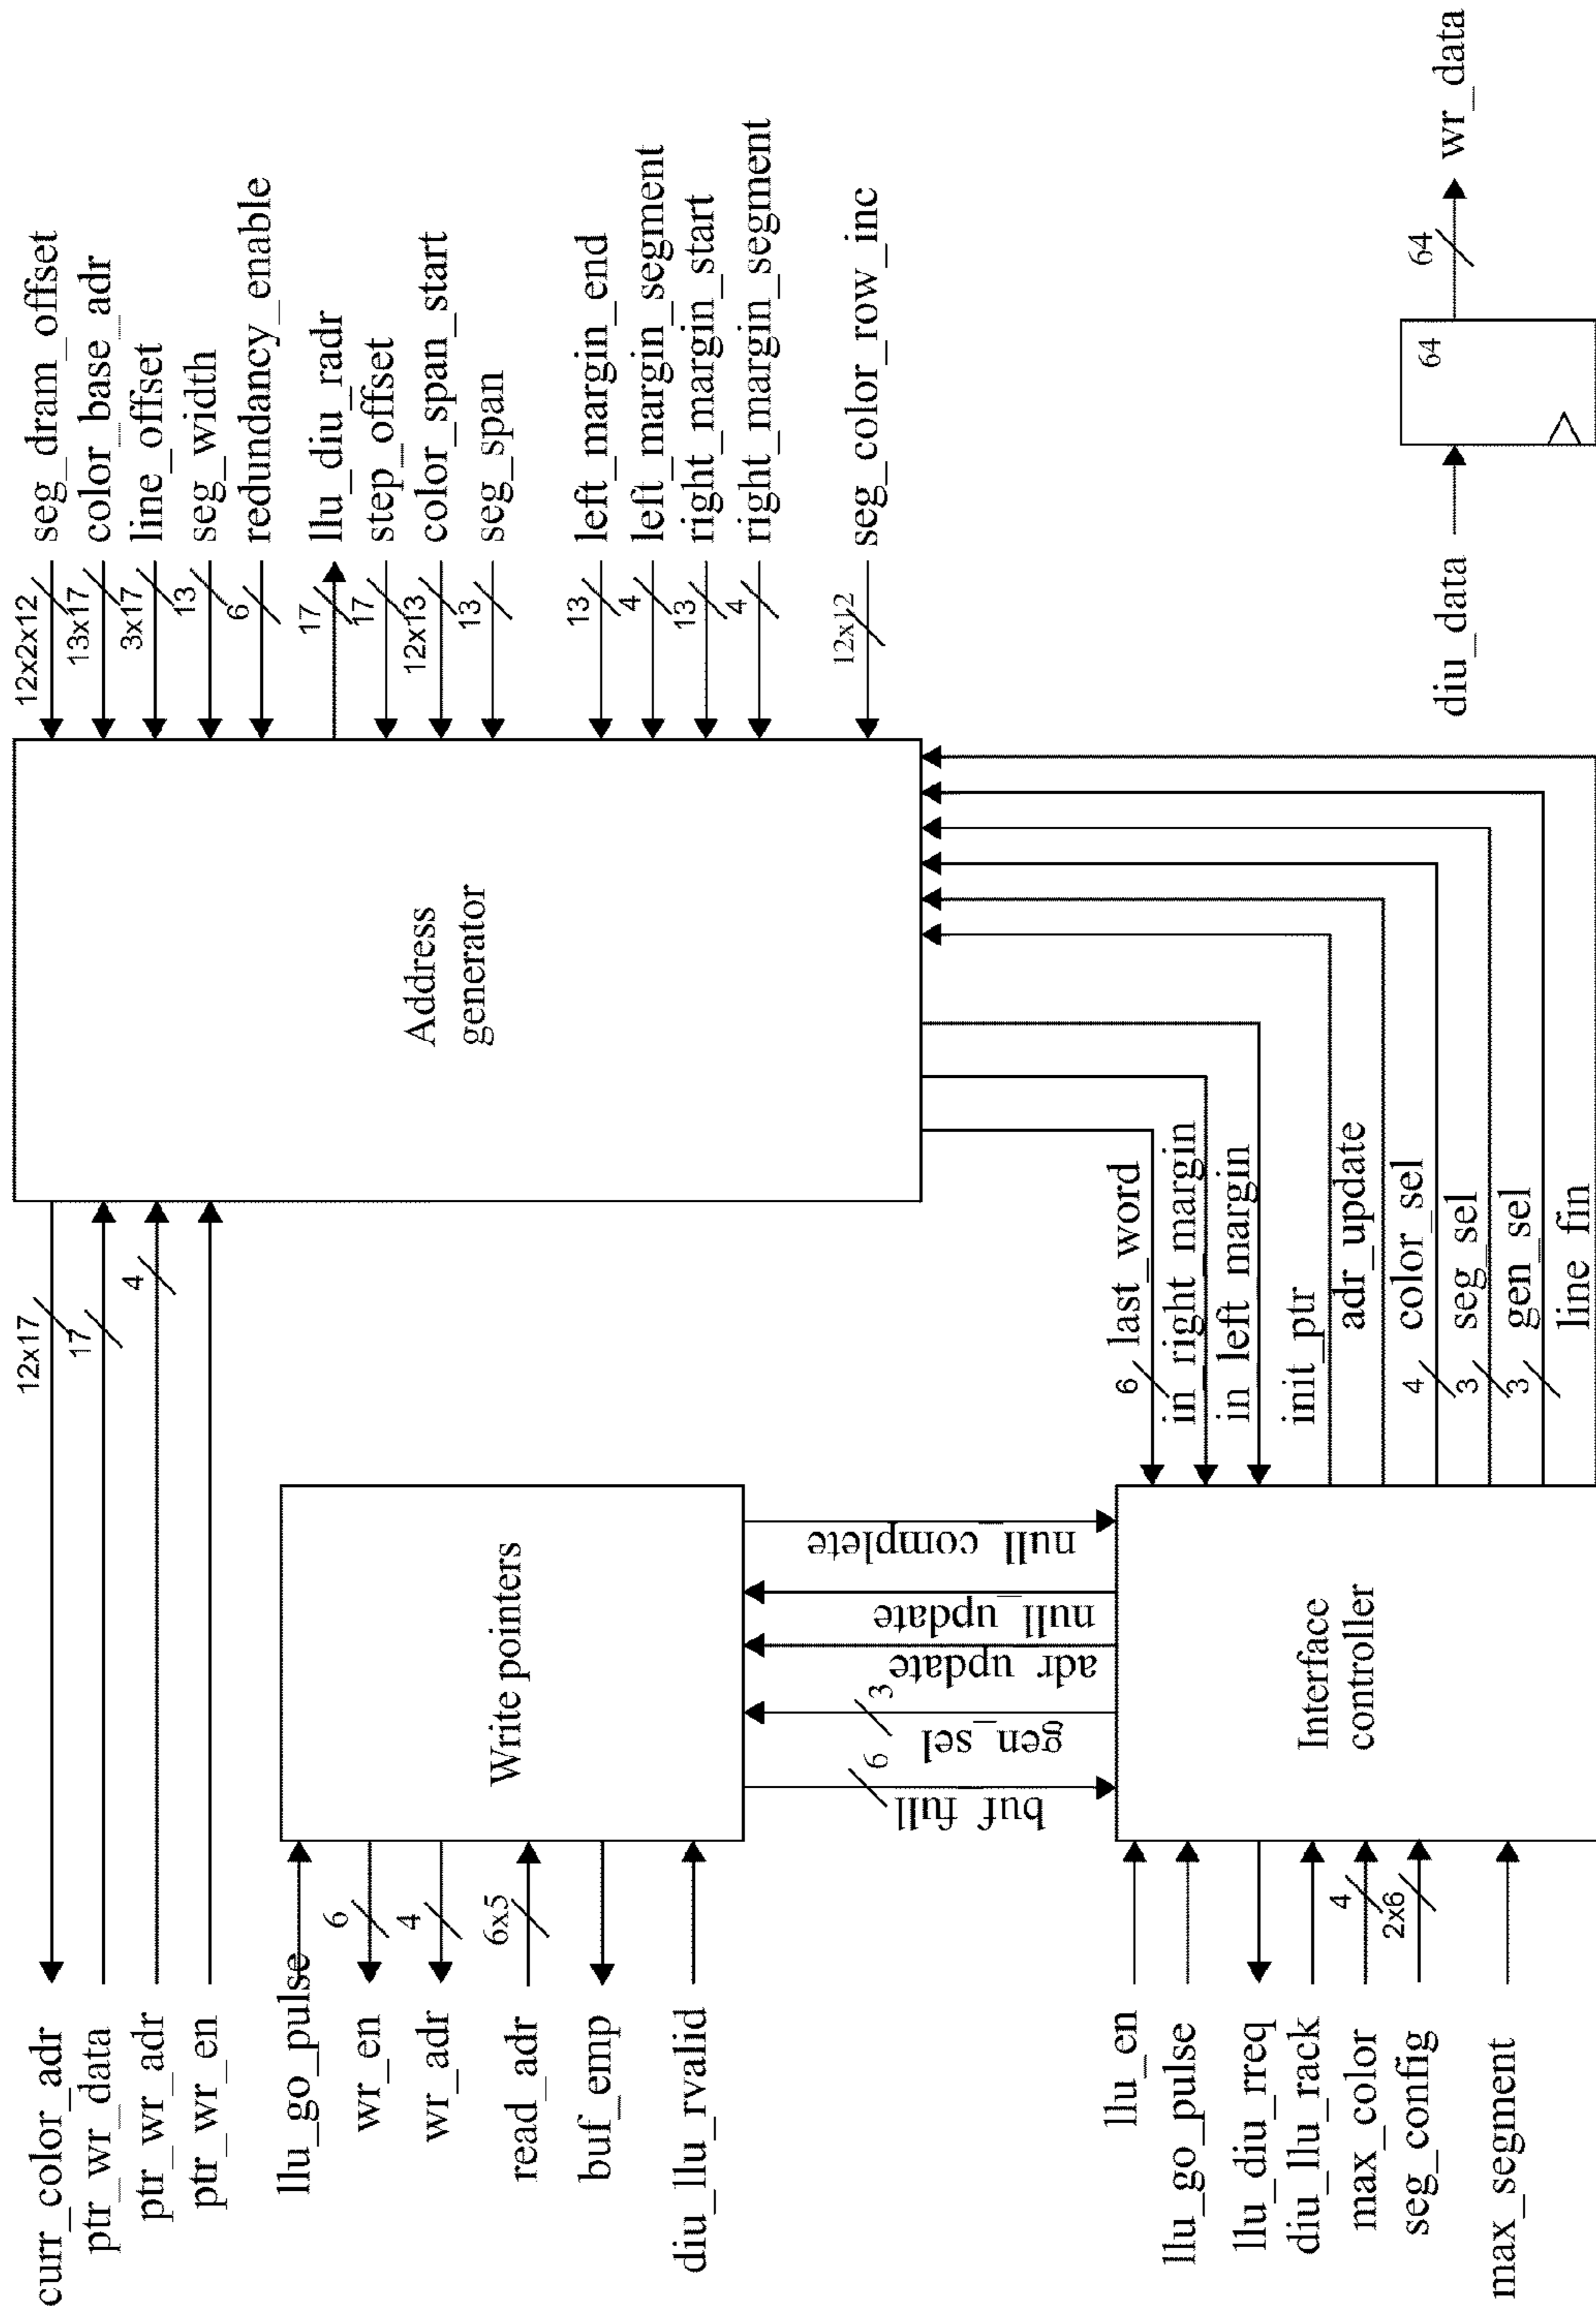 curr_color_adr
12x17
ptr_wr_data
17
ptr_wr_adr
4
ptr_wr_en
12x2x12
seg_dram_offset
13x17
color_base_adr
3x17
line_offset
13
seg_width
6
redundancy_enable
17
llu_diu_radr
17
step_offset
12x13
color_span_start
13
seg_span
13
left_margin_end
4
left_margin_segment
13
right_margin_start
4
right_margin_segment
12x12
seg_color_row_inc
Address
generator
llu_go_pulse
6
wr_en
4
wr_adr
6x5
read_adr
buf_emp
diu_llu_rvalid
Write pointers
buf_full
6
gen_sel
3
adr_update
null_update
null_complete
6
last_word
in_right_margin
in_left_margin
init_ptr
adr_update
4
color_sel
3
seg_sel
3
gen_sel
line_fin
llu_en
llu_go_pulse
llu_diu_rreq
diu_llu_rack
4
max_color
2x6
seg_config
max_segment
Interface
controller
diu_data
64
64
wr_data